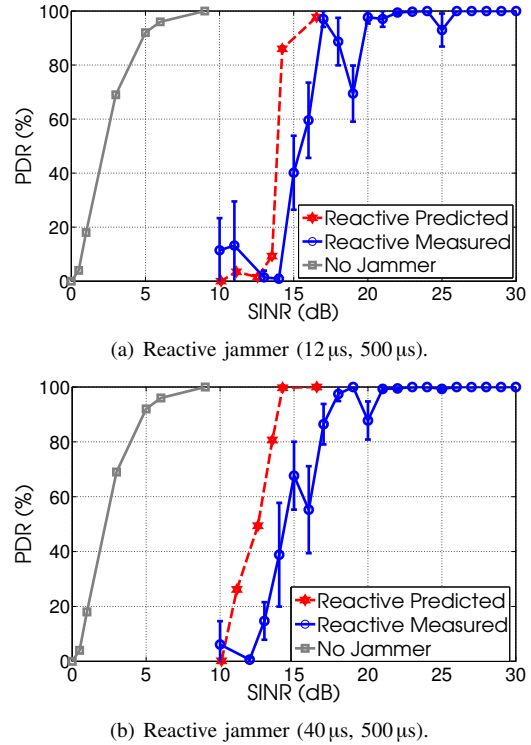 100
80
60
40
20
0
PDR (%)
0 5 10 15 20 25 30
SINR (dB)
Reactive Predicted
Reactive Measured
No Jammer
(a) Reactive jammer (12 µs, 500 µs).
100
80
60
40
20
0
PDR (%)
0 5 10 15 20 25 30
SINR (dB)
Reactive Predicted
Reactive Measured
No Jammer
(b) Reactive jammer (40 µs, 500 µs).